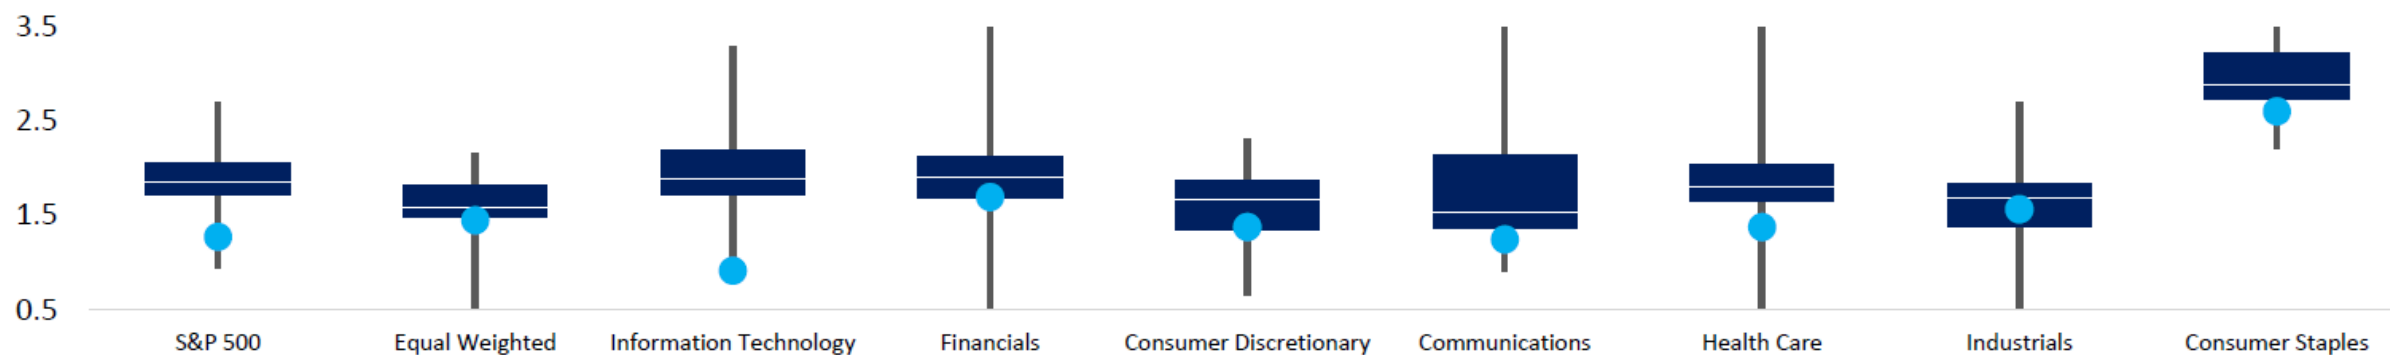 3.5
2.5
1.5
0.5
S&P 500 Equal Weighted Information Technology Financials Consumer Discretionary Communications Health Care Industrials Consumer Staples